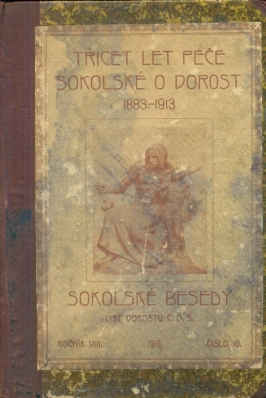 TŘICET LET PÉČE
SOKOLSKÉ O DOROST
1883-1913
SOKOLSKÉ BESEDY
LIST DOROSTU Č. O. S.
ROČNÍK VIII. 1913. ČÍSLO 10.